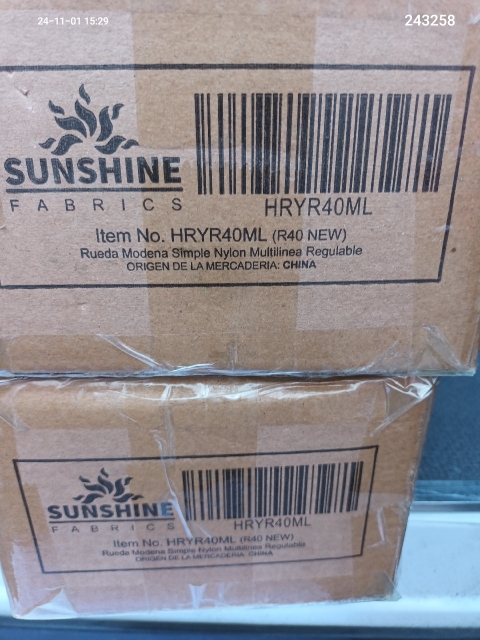 24-11-01 15:29
243258
SUNSHINE
FABRICS
HRYR40ML
Item No. HRYR40ML (R40 NEW)
Rueda Modena Simple Nylon Multilinea Regulable
ORIGEN DE LA MERCADERIA: CHINA
SUNSHINE
FABRICS
HRYR40ML
Item No. HRYR40ML (R40 NEW)
Rueda Modena Simple Nylon Multilinea Regulable
ORIGEN DE LA MERCADERIA: CHINA